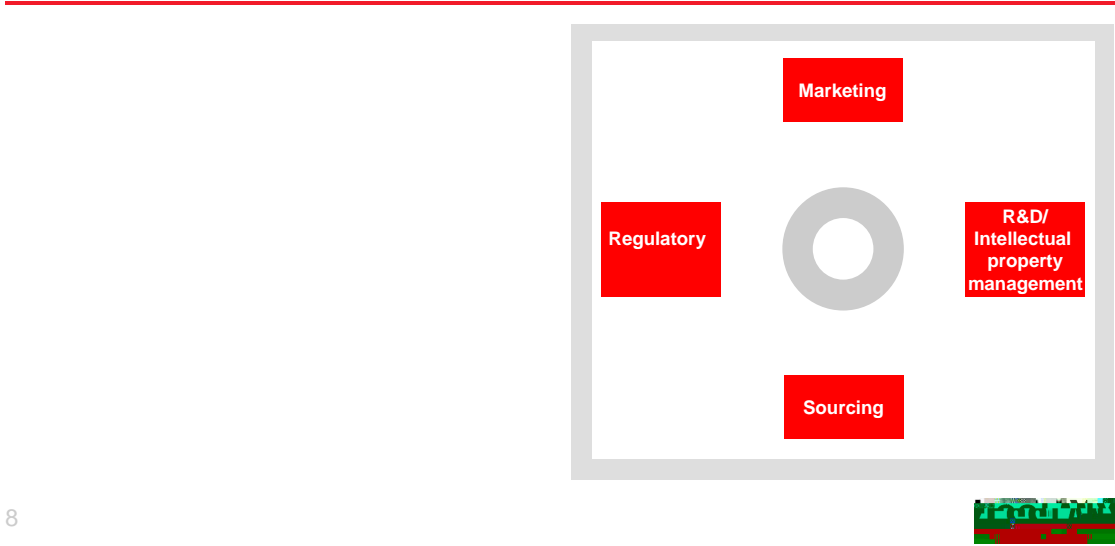 Marketing
Regulatory
R&D/
Intellectual
property
management
Sourcing
8